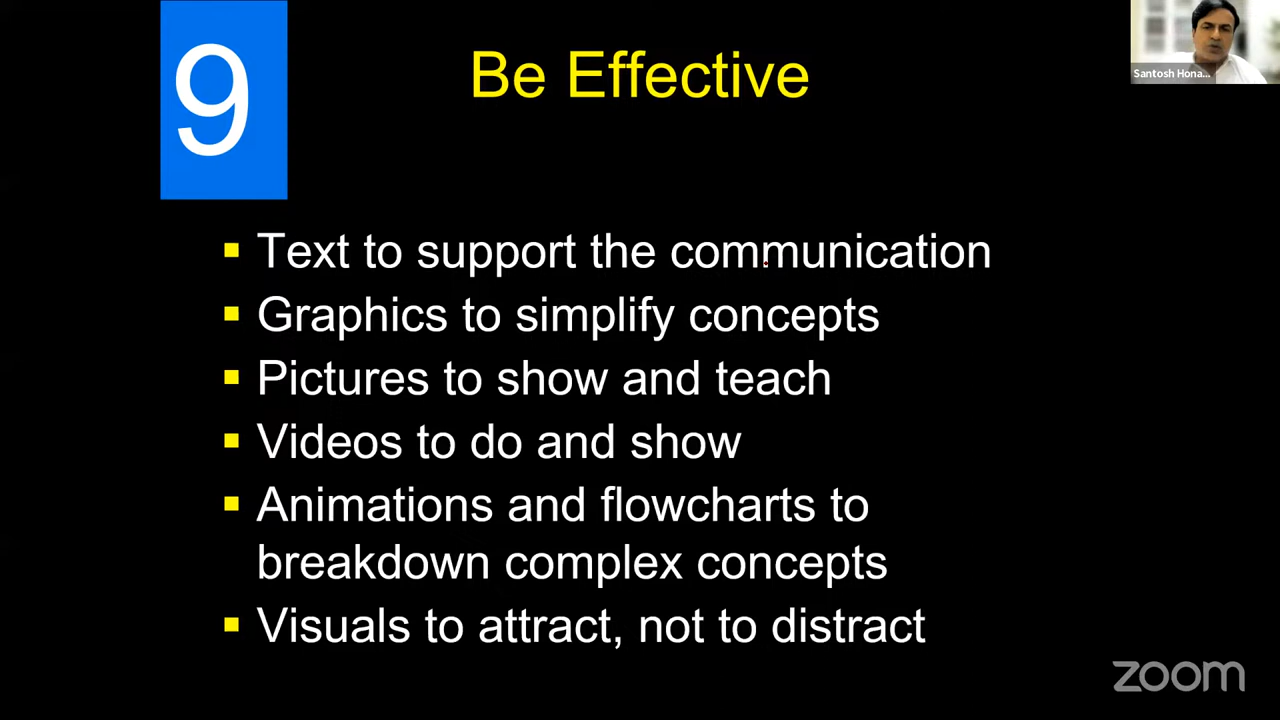 9
Be Effective
Santosh Hona...
Text to support the communication
Graphics to simplify concepts
Pictures to show and teach
Videos to do and show
Animations and flowcharts to
breakdown complex concepts
Visuals to attract, not to distract
zoom